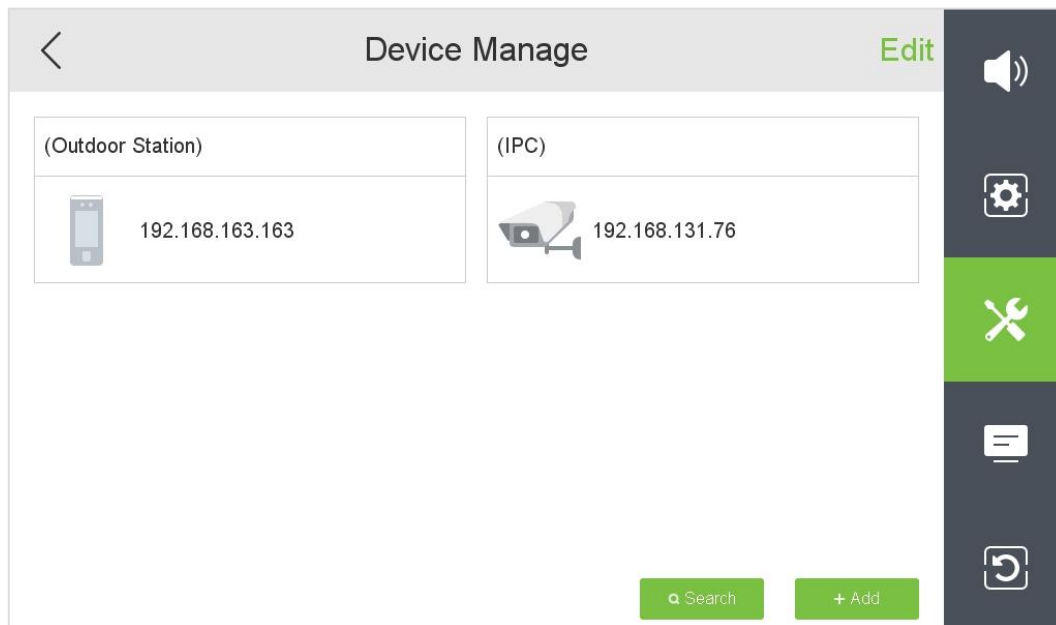 Device Manage
Edit
(Outdoor Station)
192.168.163.163
(IPC)
192.168.131.76
Search
+ Add